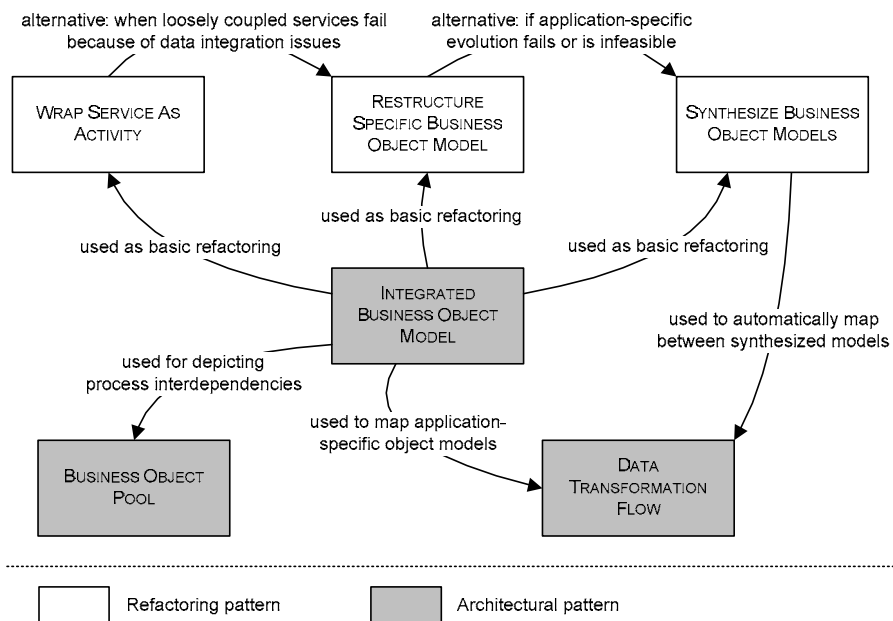 alternative: when loosely coupled services fail
because of data integration issues
alternative: if application-specific
evolution fails or is infeasible
WRAP SERVICE AS
ACTIVITY
RESTRUCTURE
SPECIFIC BUSINESS
OBJECT MODEL
SYNTHESIZE BUSINESS
OBJECT MODELS
used as basic refactoring
used as basic refactoring
used as basic refactoring
INTEGRATED
BUSINESS OBJECT
MODEL
used to automatically map
between synthesized models
used for depicting
process interdependencies
used to map application-
specific object models
BUSINESS OBJECT
POOL
DATA
TRANSFORMATION
FLOW
Refactoring pattern
Architectural pattern